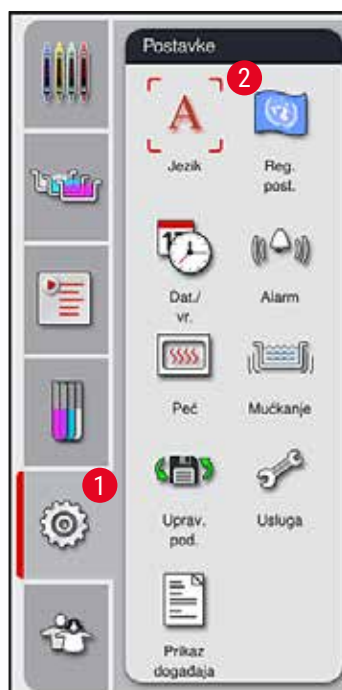 Postavke
2
A
Jezik
Reg.
post.
Dat./
vr.
Alarm
Peć
Mućkanje
1
Uprav.
pod.
Usluga
Prikaz
događaja